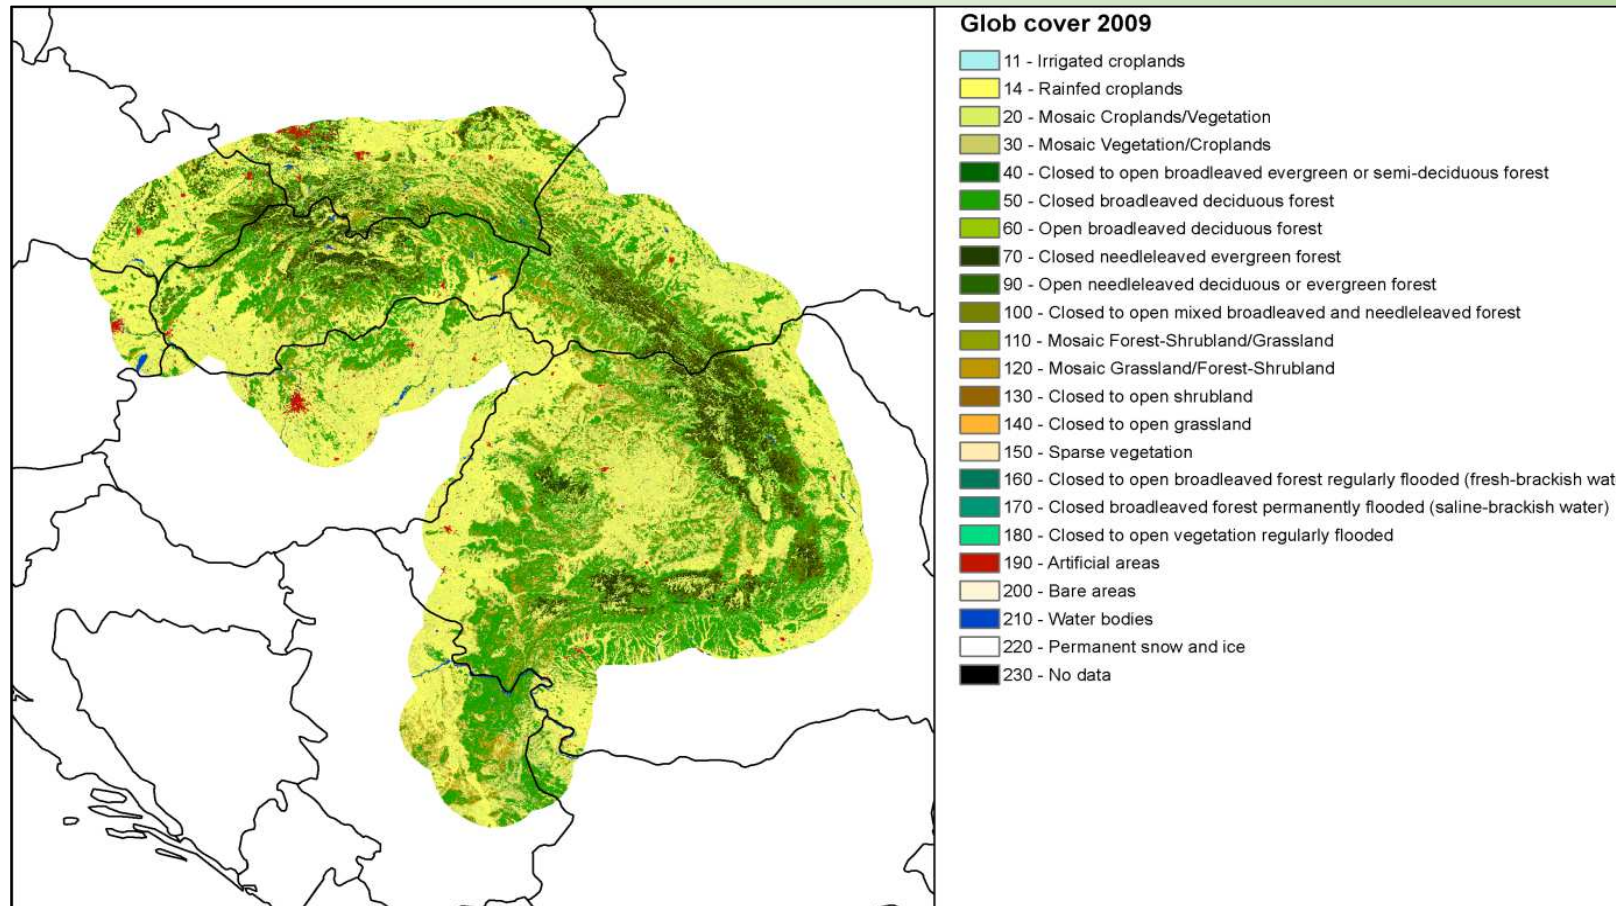 Glob cover 2009
11 - Irrigated croplands
14 - Rainfed croplands
20 - Mosaic Croplands/Vegetation
30 - Mosaic Vegetation/Croplands
40 - Closed to open broadleaved evergreen or semi-deciduous forest
50 - Closed broadleaved deciduous forest
60 - Open broadleaved deciduous forest
70 - Closed needleleaved evergreen forest
90 - Open needleleaved deciduous or evergreen forest
100 - Closed to open mixed broadleaved and needleleaved forest
110 - Mosaic Forest-Shrubland/Grassland
120 - Mosaic Grassland/Forest-Shrubland
130 - Closed to open shrubland
140 - Closed to open grassland
150 - Sparse vegetation
160 - Closed to open broadleaved forest regularly flooded (fresh-brackish wat
170 - Closed broadleaved forest permanently flooded (saline-brackish water)
180 - Closed to open vegetation regularly flooded
190 - Artificial areas
200 - Bare areas
210 - Water bodies
220 - Permanent snow and ice
230 - No data